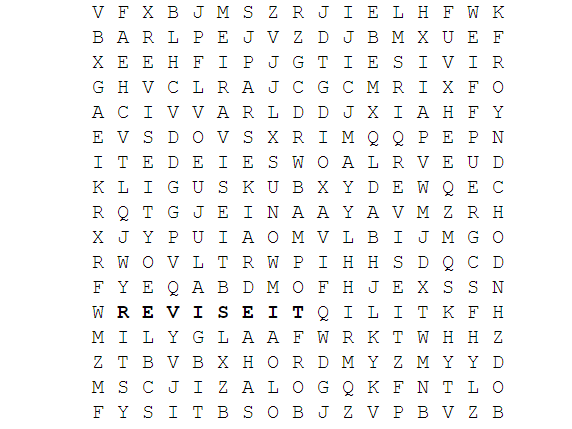 V F X B J M S Z R J I E L H F W K
B A R L P E J V Z D J B M X U E F
X E E H F I P J G T I E S I V I R
G H V C L R A J C G C M R I X F O
A C I V V A R L D D J X I A H F Y
E V S D O V S X R I M Q Q P E P N
I T E D E I E S W O A L R V E U D
K L I G U S K U B X Y D E W Q E C
R Q T G J E I N A A Y A V M Z R H
X J Y P U I A O M V L B I J M G O
R W O V L T R W P I H H S D Q C D
F Y E Q A B D M O F H J E X S S N
W R E V I S E I T Q I L I T K F H
M I L Y G L A A F W R K T W H H Z
Z T B V B X H O R D M Y Z M Y Y D
M S C J I Z A L O G Q K F N T L O
F Y S I T B S O B J Z V P B V Z B